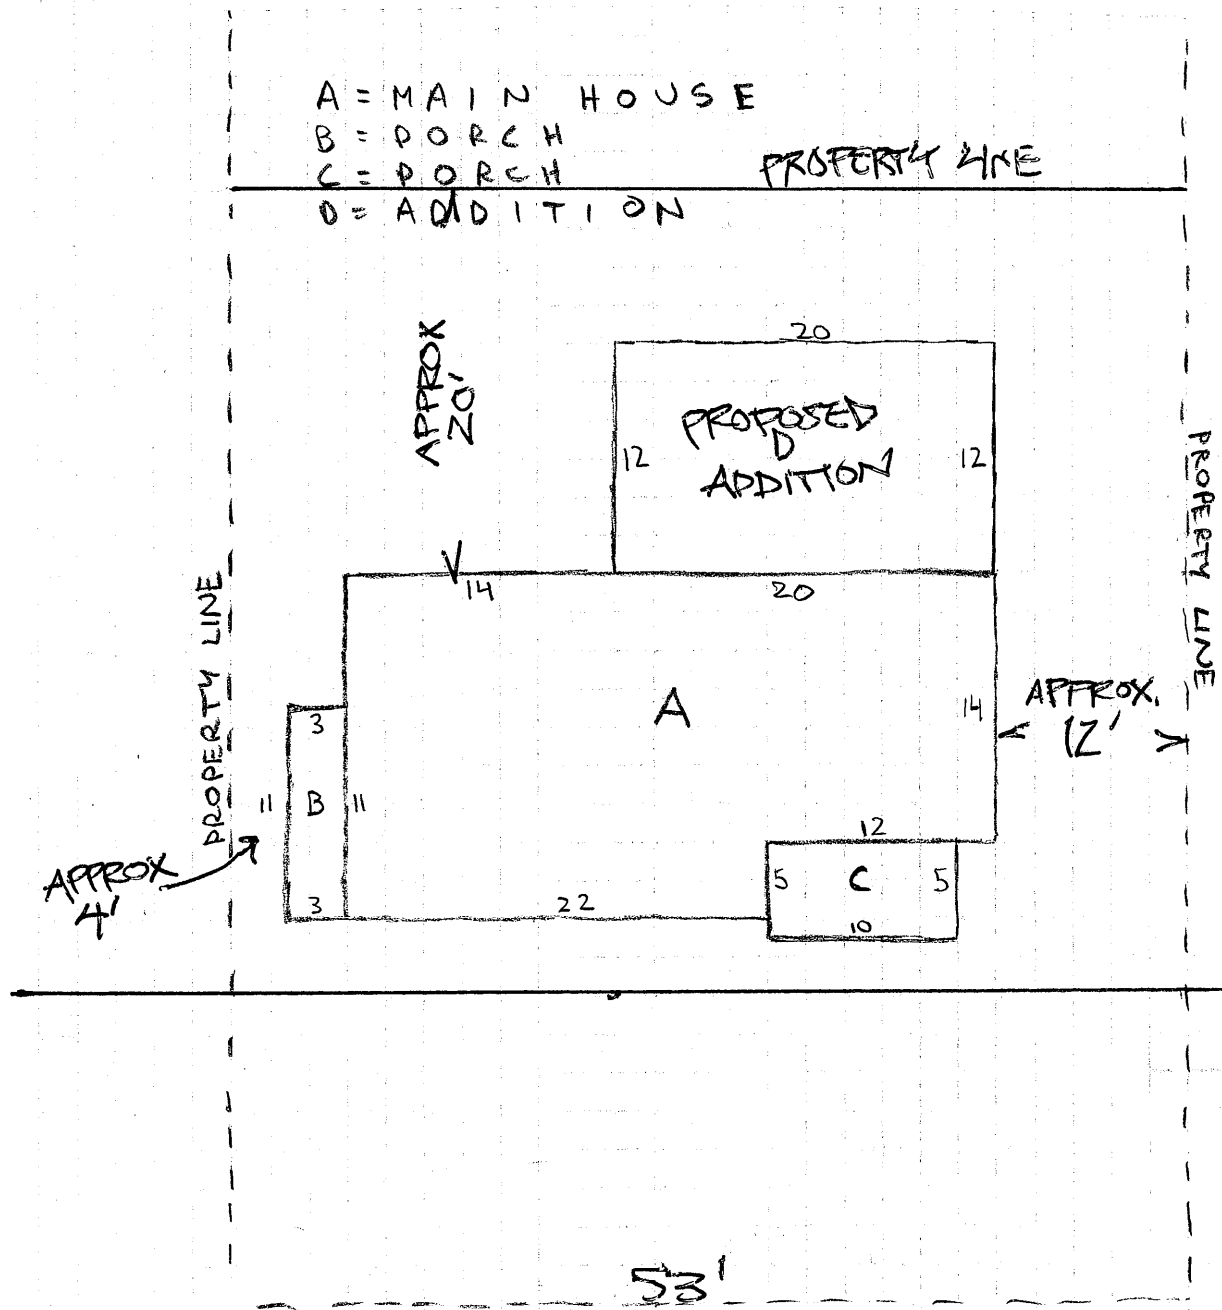 A = MAIN HOUSE
B = PORCH
C = PORCH
PROPERTY LINE
D = ADDITION
APPROX
20'
20
PROPOSED
D
ADDITION
12
12
PROPERTY LINE
14
20
PROPERTY LINE
A
14
APPROX.
12'
3
11
B
11
12
5
C
5
APPROX
4'
3
22
10
53'